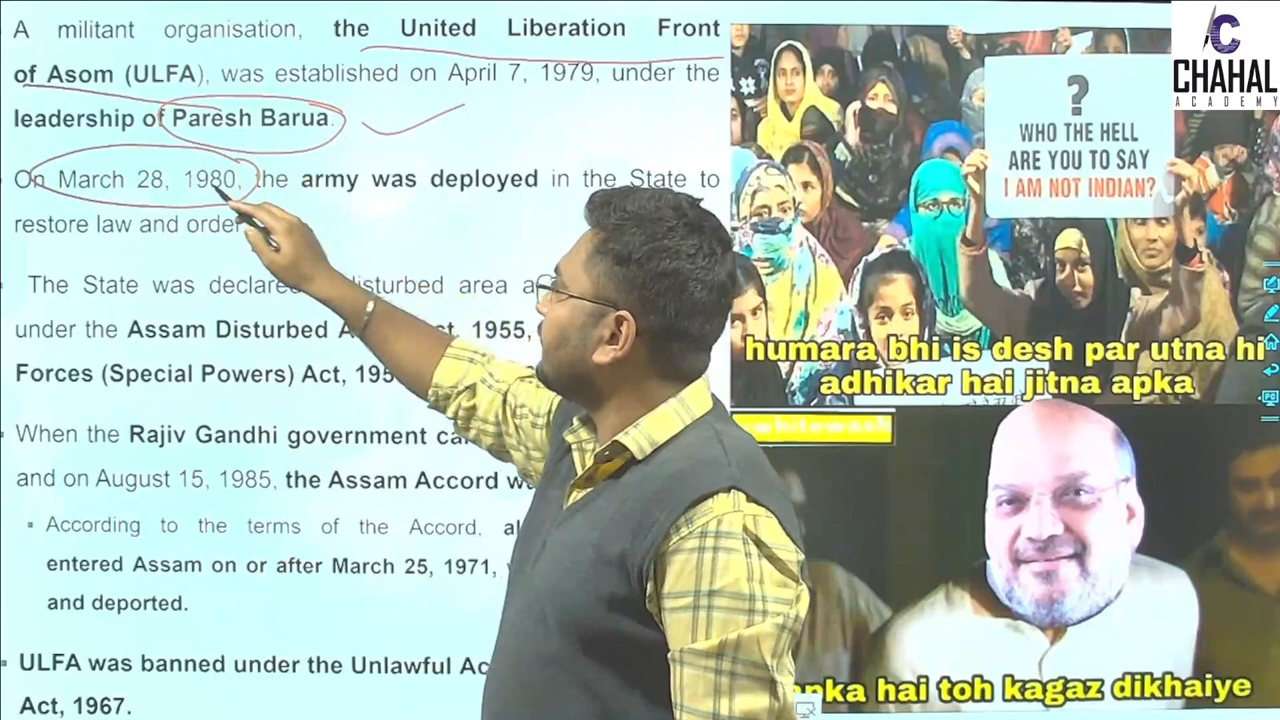 A militant organisation, the United Liberation Front
of Asom (ULFA), was established on April 7, 1979, under the
leadership of Paresh Barua.
On March 28, 1980, the army was deployed in the State to
restore law and order
The State was declared disturbed area
under the Assam Disturbed Act, 1955,
Forces (Special Powers) Act, 195
When the Rajiv Gandhi government
and on August 15, 1985, the Assam Accord
According to the terms of the Accord,
entered Assam on or after March 25, 1971,
and deported.
ULFA was banned under the Unlawful
Act, 1967.
?
WHO THE HELL
ARE YOU TO SAY
I AM NOT INDIAN?
humara bhi is desh par utna hi
adhikar hai jitna apka
apka hai toh kagaz dikhaiye
C
CHAHAL
ACADEMY